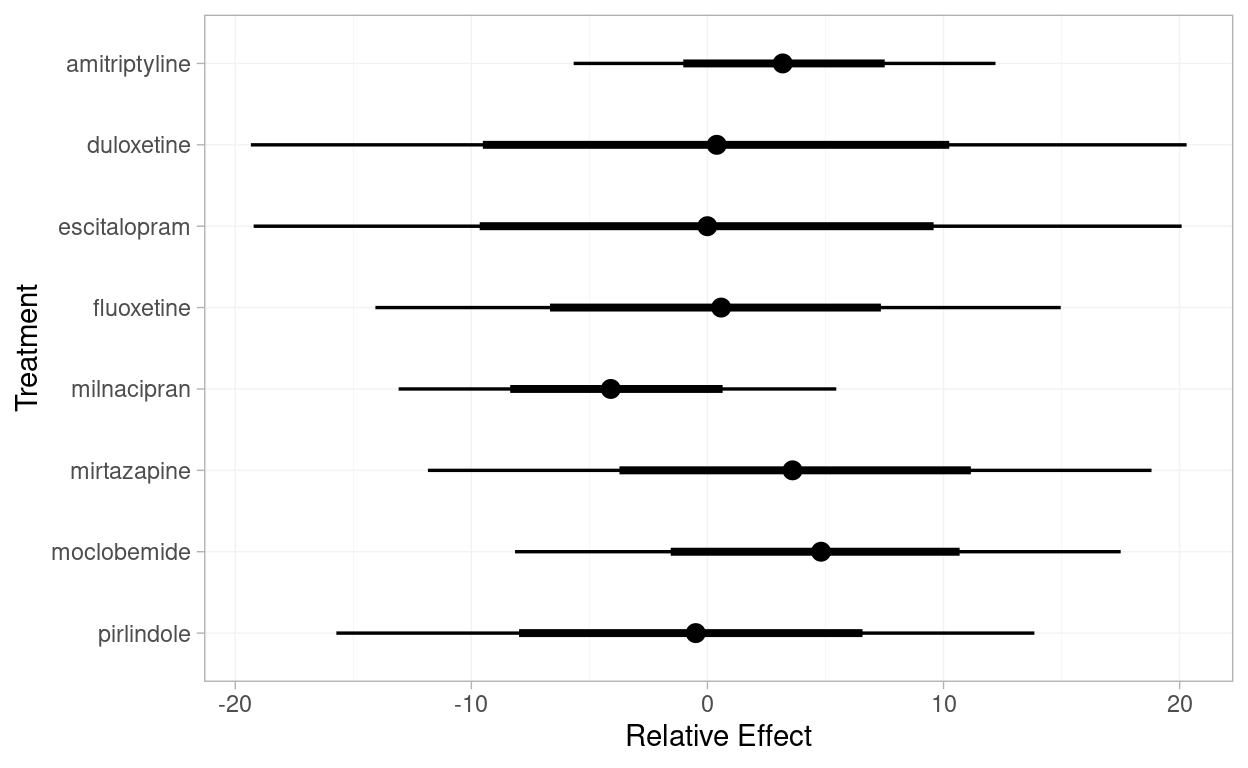 amitriptyline
duloxetine
escitalopram
fluoxetine
milnacipran
mirtazapine
moclobemide
pirlindole
Treatment
-20 -10 0 10 20
Relative Effect